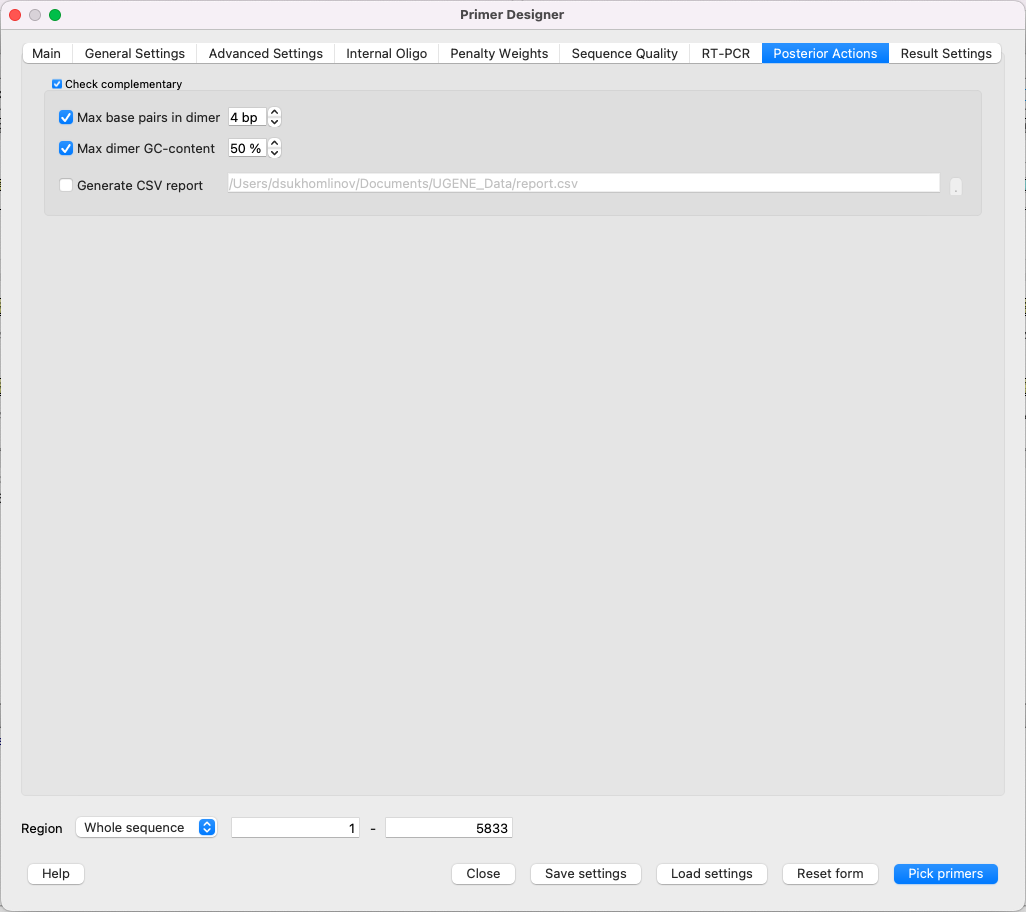 Primer Designer
Main General Settings Advanced Settings Internal Oligo Penalty Weights Sequence Quality RT-PCR Posterior Actions Result Settings
Check complementary
Max base pairs in dimer 4 bp
Max dimer GC-content 50 %
Generate CSV report /Users/dsukhomlinov/Documents/UGENE_Data/report.csv .
Region Whole sequence 1 - 5833
Help Close Save settings Load settings Reset form Pick primers